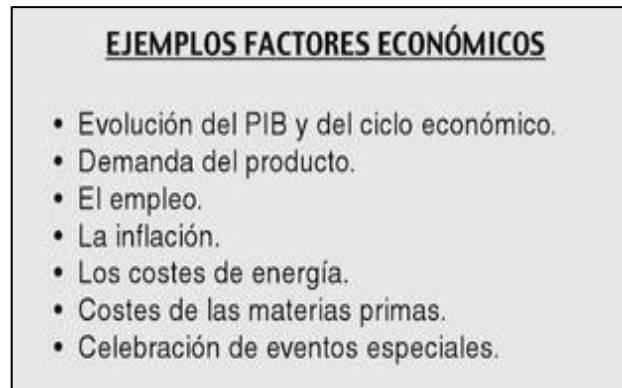 EJEMPLOS FACTORES ECONÓMICOS
• Evolución del PIB y del ciclo económico.
• Demanda del producto.
• El empleo.
• La inflación.
• Los costes de energía.
• Costes de las materias primas.
• Celebración de eventos especiales.